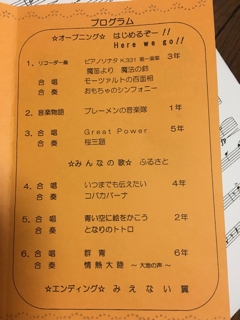 プログラム
☆オープニング☆ はじめるぞー!!
Here we go!!
1. リコーダー奏 ピアノソナタ K.331 第一楽章 3年
魔笛より 魔法の鈴
合唱 モーツァルトの百面相
合奏 おもちゃのシンフォニー
2. 音楽物語 ブレーメンの音楽隊 1年
3. 合唱 Great Power 5年
合奏 桜三題
☆みんなの歌☆ ふるさと
4. 合唱 いつまでも伝えたい 4年
合奏 コパカバーナ
5. 合唱 青い空に絵をかこう 2年
合奏 となりのトトロ
6. 合唱 群青 6年
合奏 情熱大陸 ～大地の声～
☆エンディング☆ みえない翼